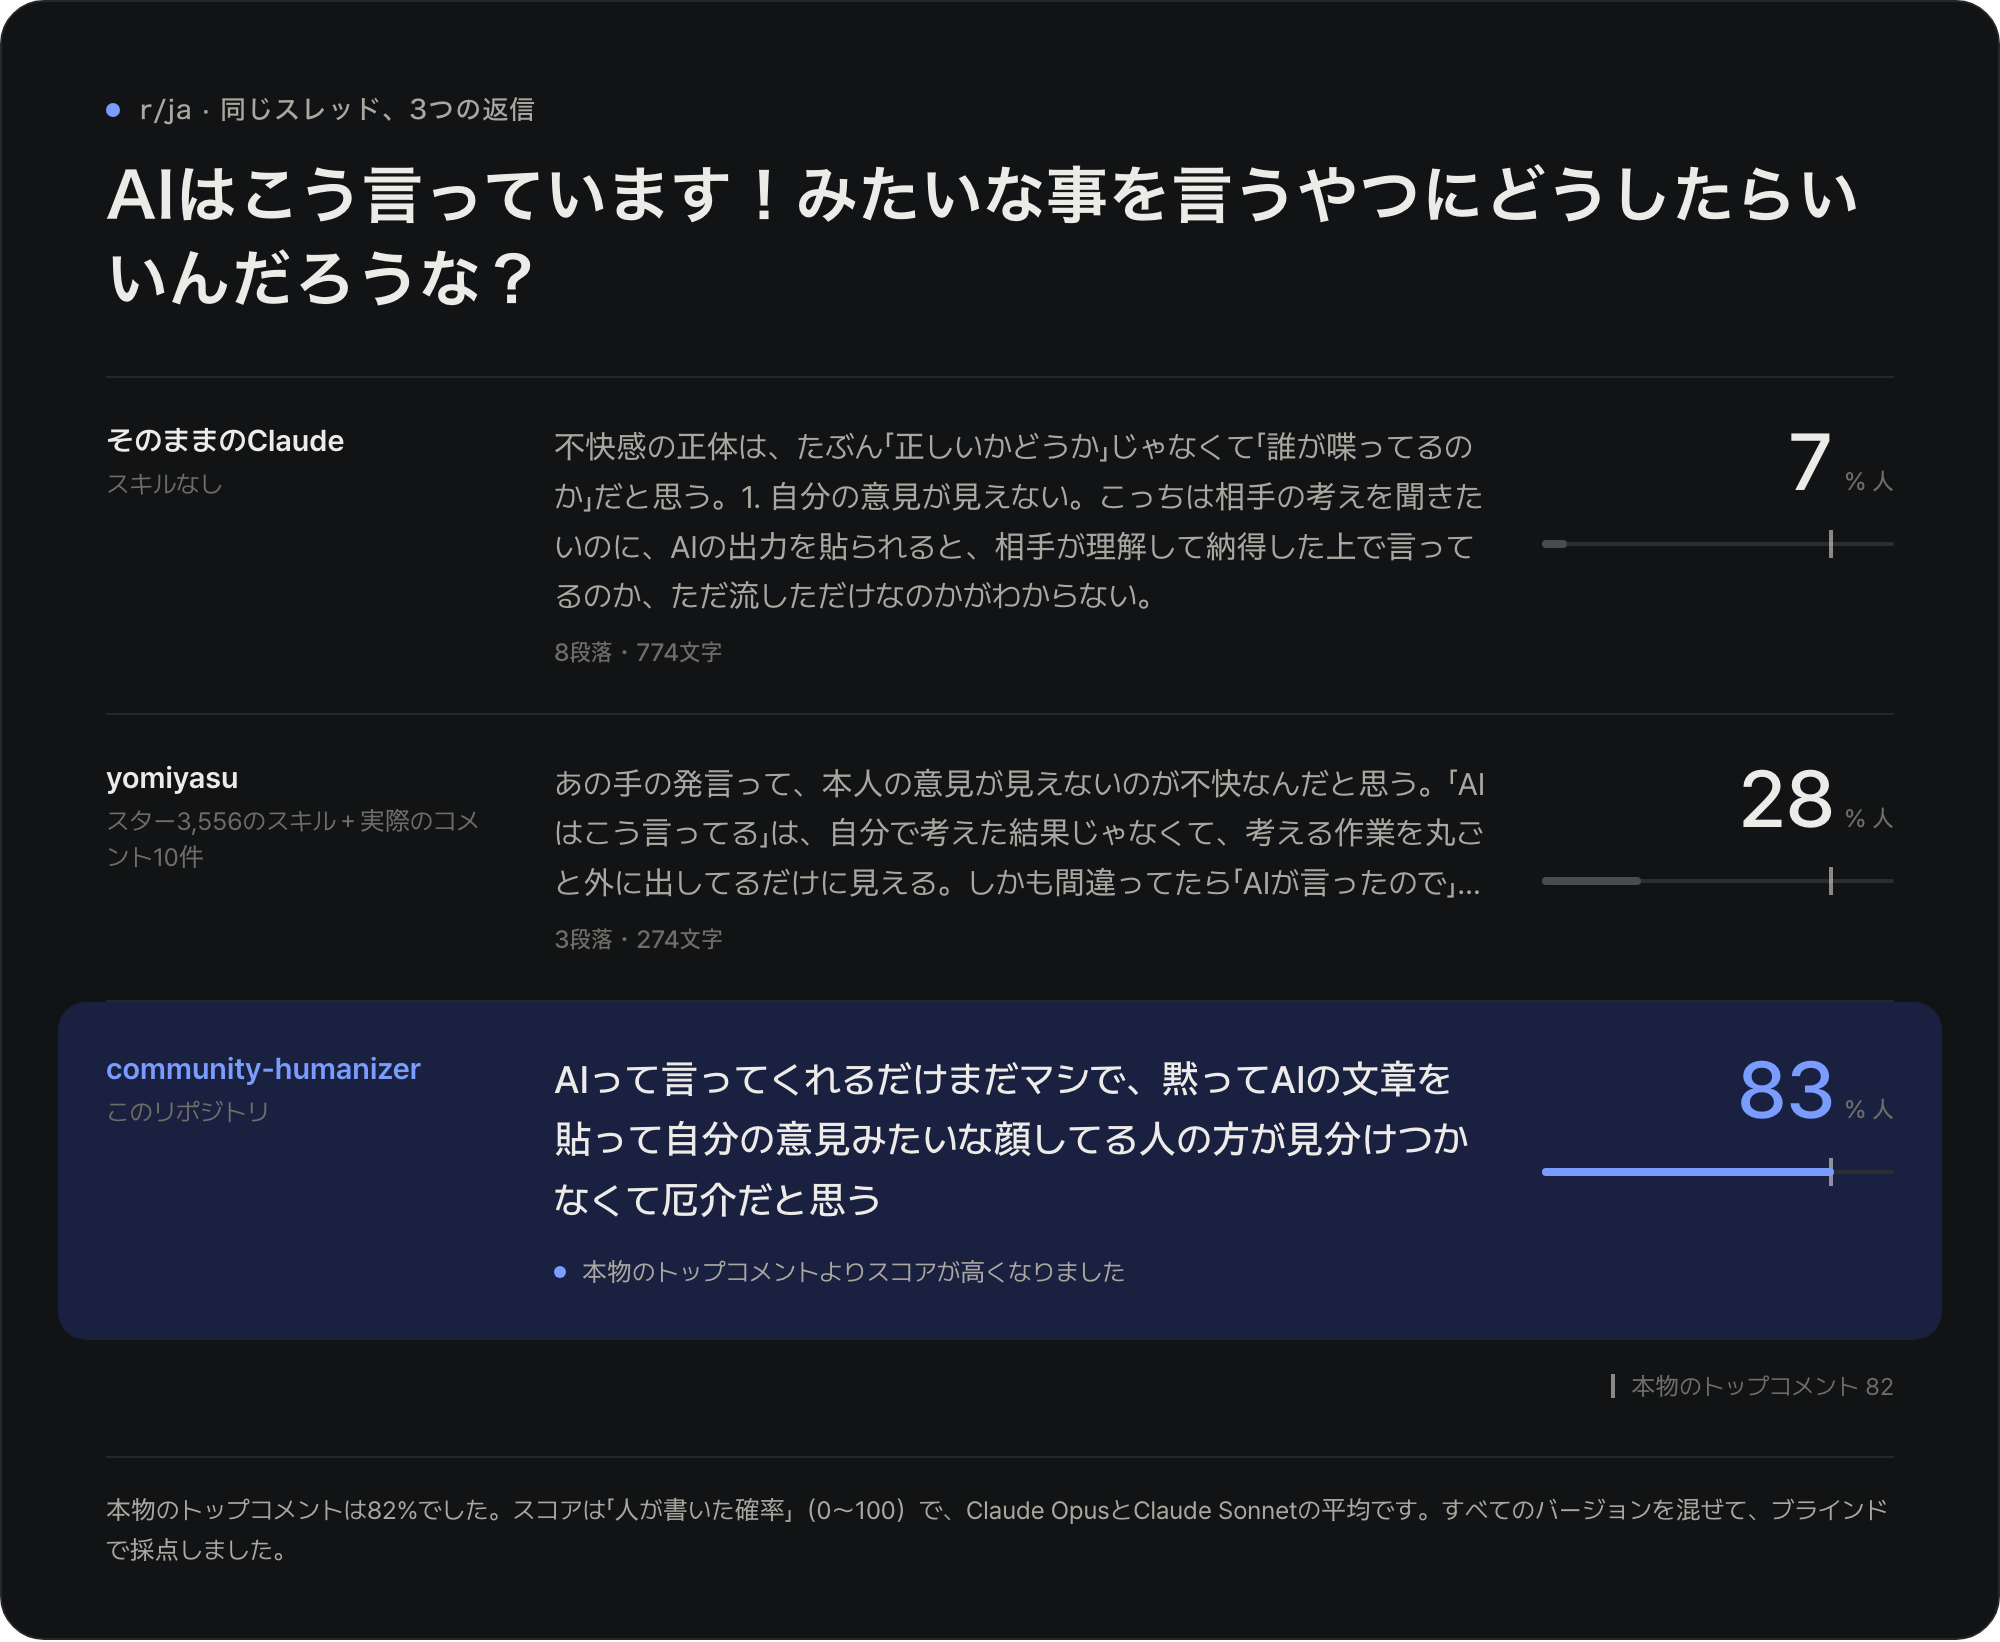 r/ja · 同じスレッド、3つの返信
AIはこう言っています！みたいな事を言うやつにどうしたらい
いんだろうな？
そのままのClaude
スキルなし
不快感の正体は、たぶん「正しいかどうか」じゃなくて「誰が喋ってるの
か」だと思う。1. 自分の意見が見えない。こっちは相手の考えを聞きた
いのに、AIの出力を貼られると、相手が理解して納得した上で言って
るのか、ただ流しただけなのかがわからない。
8段落・774文字
7 % 人
yomiyasu
スター3,556のスキル + 実際のコメ
ント10件
あの手の発言って、本人の意見が見えないのが不快なんだと思う。「AI
はこう言ってる」は、自分で考えた結果じゃなくて、考える作業を丸ご
と外に出してるだけに見える。しかも間違ってたら「AIが言ったので」…
3段落・274文字
28 % 人
community-humanizer
このリポジトリ
AIって言ってくれるだけまだマシで、黙ってAIの文章を
貼って自分の意見みたいな顔してる人の方が見分けつか
なくて厄介だと思う
本物のトップコメントよりスコアが高くなりました
83 % 人
本物のトップコメント 82
本物のトップコメントは82%でした。スコアは「人が書いた確率」（0〜100）で、Claude OpusとClaude Sonnetの平均です。すべてのバージョンを混ぜて、ブラインド
で採点しました。